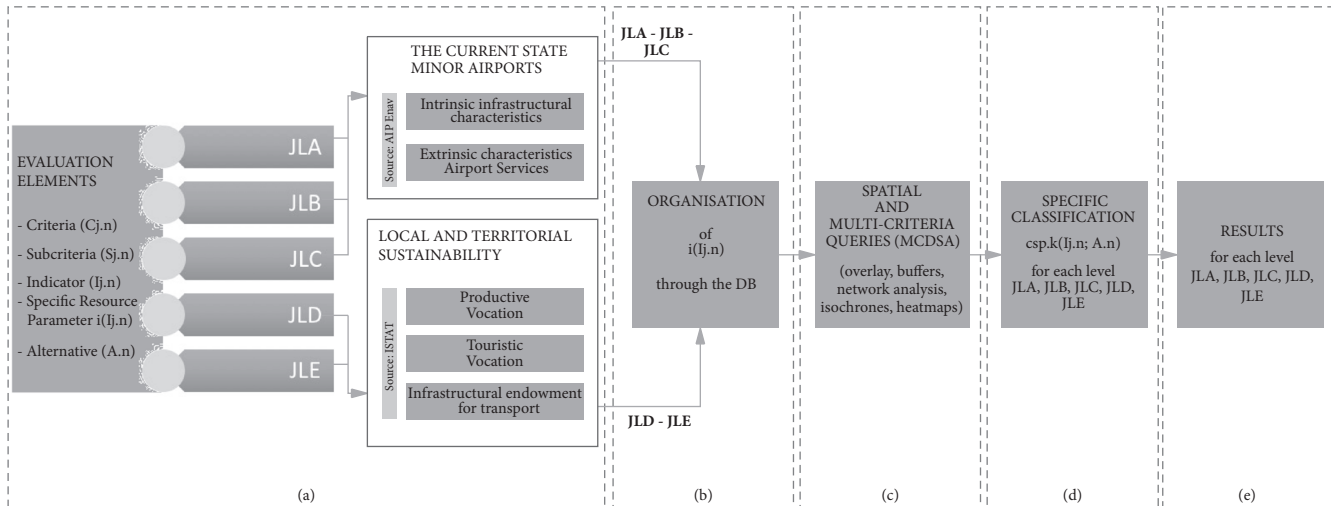 EVALUATION
ELEMENTS
- Criteria (Cj.n)
- Subcriteria (Sj.n)
- Indicator (Ij.n)
- Specific Resource
Parameter i(Ij.n)
- Alternative (A.n)
JLA
JLB
JLC
JLD
JLE
THE CURRENT STATE
MINOR AIRPORTS
Source: AIP Enav
Intrinsic infrastructural
characteristics
Extrinsic characteristics
Airport Services
LOCAL AND TERRITORIAL
SUSTAINABILITY
Source: ISTAT
Productive
Vocation
Touristic
Vocation
Infrastructural endowment
for transport
(a)
JLA - JLB -
JLC
ORGANISATION
of
i(Ij.n)
through the DB
JLD - JLE
(b)
SPATIAL
AND
MULTI-CRITERIA
QUERIES (MCDSA)
(overlay, buffers,
network analysis,
isochrones, heatmaps)
(c)
SPECIFIC
CLASSIFICATION
csp.k(Ij.n; A.n)
for each level
JLA, JLB, JLC, JLD,
JLE
(d)
RESULTS
for each level
JLA, JLB, JLC, JLD,
JLE
(e)